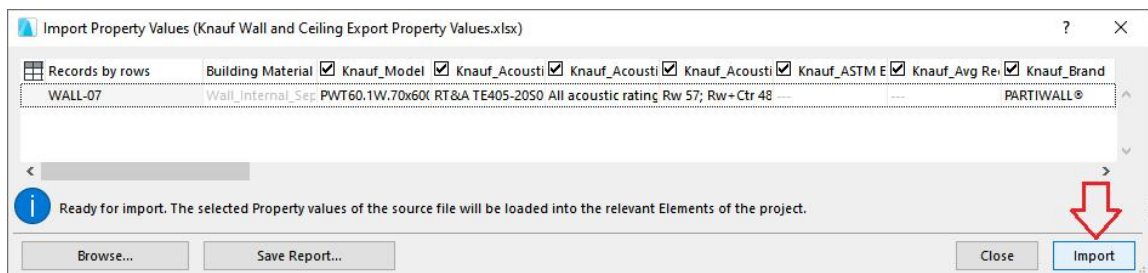 Import Property Values (Knauf Wall and Ceiling Export Property Values.xlsx) ? X
Records by rows Building Material Knauf_Model Knauf_Acousti Knauf_Acousti Knauf_Acousti Knauf_ASTM E Knauf_Avg Re Knauf_Brand
WALL-07 Wall_Internal_Sep PWT60.1W.70x60( RT&A TE405-20S0 All acoustic rating Rw 57; Rw+Ctr 48 --- --- PARTIWALL®
Ready for import. The selected Property values of the source file will be loaded into the relevant Elements of the project.
Browse... Save Report... Close Import